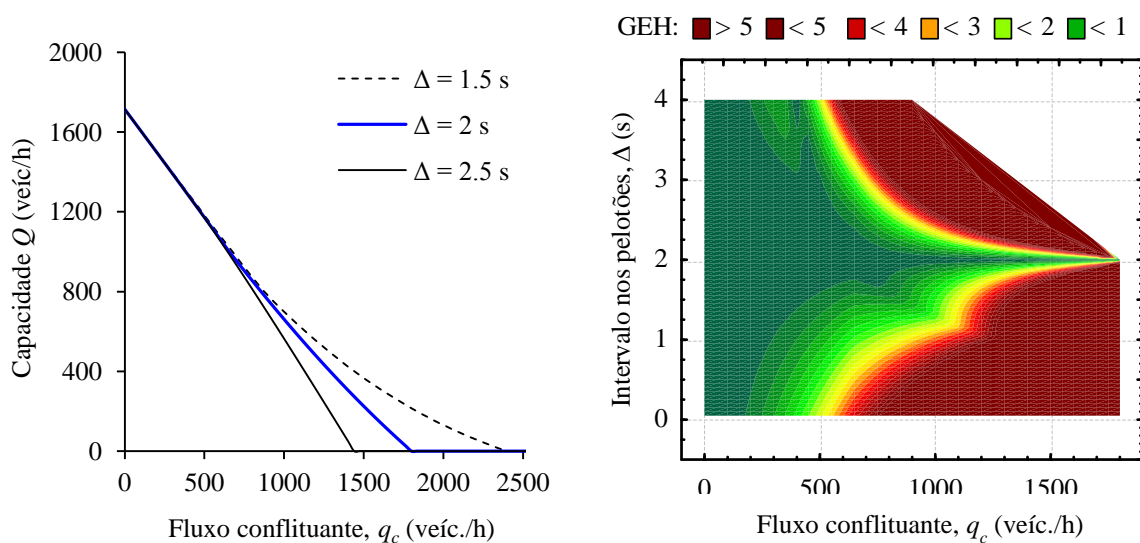 2000
1600
1200
800
400
0
Capacidade Q (veíc/h)
Δ = 1.5 s
Δ = 2 s
Δ = 2.5 s
0 500 1000 1500 2000 2500
Fluxo conflituante, q_c (veíc./h)
GEH: > 5 < 5 < 4 < 3 < 2 < 1
4
3
2
1
0
Intervalo nos pelotões, Δ (s)
0 500 1000 1500
Fluxo conflituante, q_c (veíc./h)